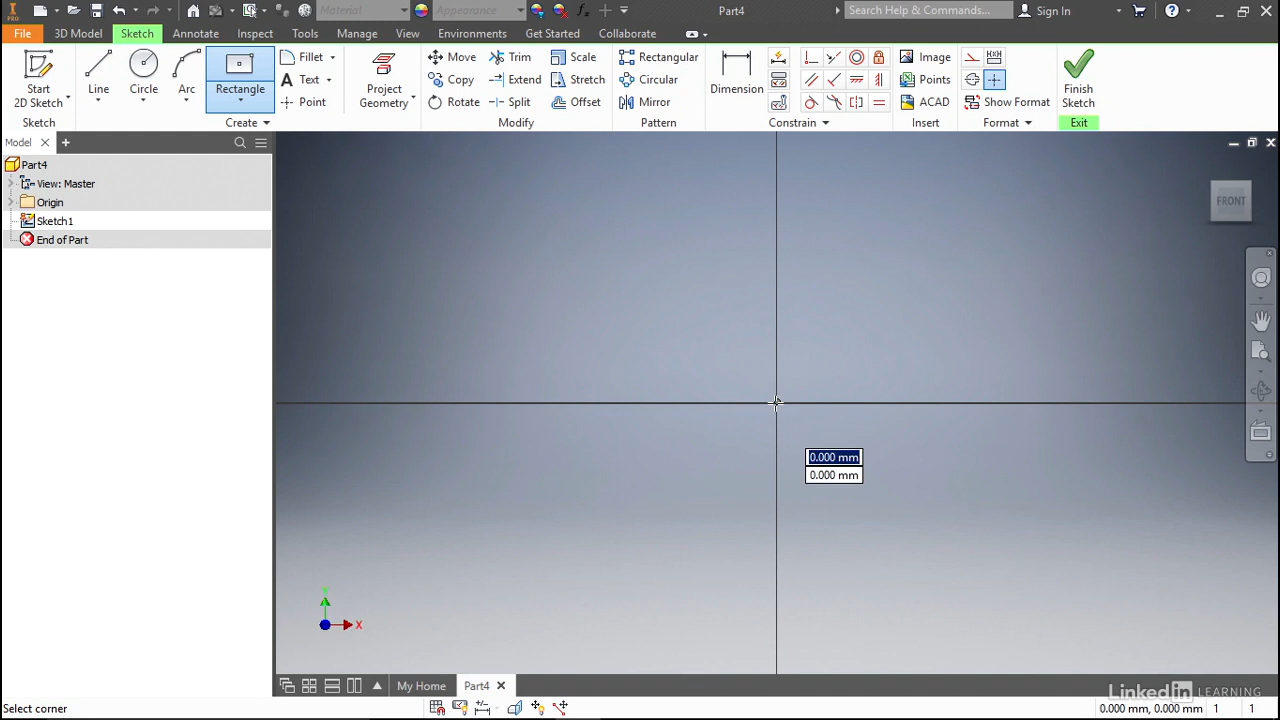 PRO
Material
Appearance
Part4
Search Help & Commands...
Sign In
File
3D Model
Sketch
Annotate
Inspect
Tools
Manage
View
Environments
Get Started
Collaborate
Start
2D Sketch
Line
Circle
Arc
Rectangle
Fillet
Text
Point
Project
Geometry
Move
Copy
Rotate
Trim
Extend
Split
Scale
Stretch
Offset
Rectangular
Circular
Mirror
Dimension
Image
Points
ACAD
Show Format
Finish
Sketch
Sketch
Create
Modify
Pattern
Constrain
Insert
Format
Exit
Model
Part4
View: Master
Origin
Sketch1
End of Part
FRONT
0.000 mm
0.000 mm
Y
X
My Home
Part4
Linked in LEARNING
Select corner
0.000 mm, 0.000 mm
1
1